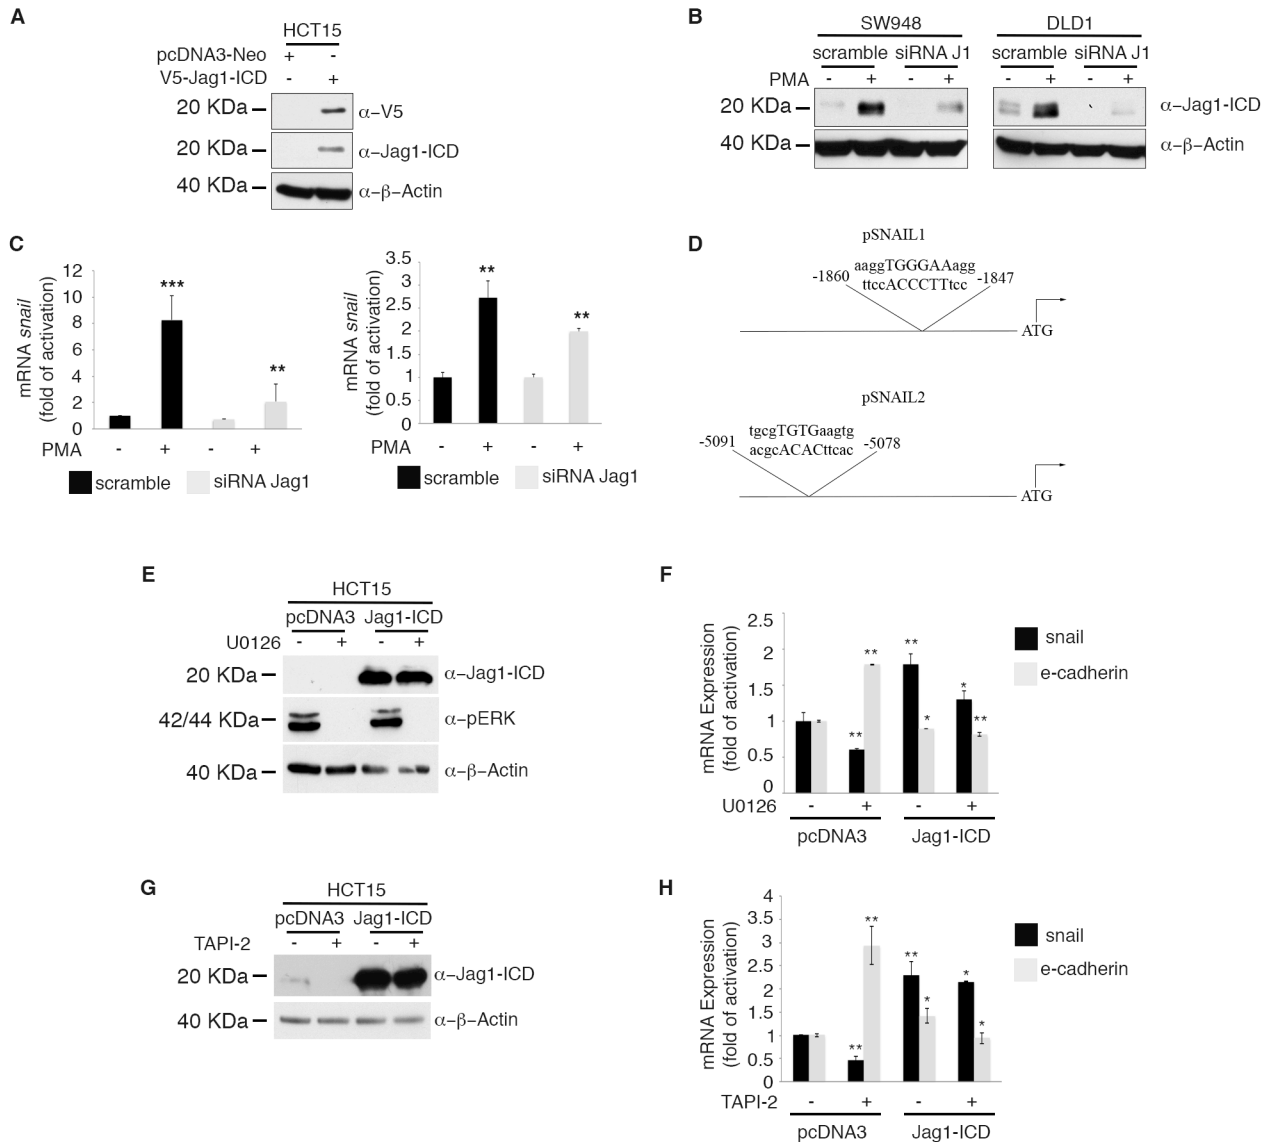 A
HCT15
pcDNA3-Neo + -
V5-Jag1-ICD - +
20 KDa
α–V5
20 KDa
α–Jag1-ICD
40 KDa
α–β–Actin
B
SW948 DLD1
scramble siRNA J1 scramble siRNA J1
PMA - + - + - + - +
20 KDa
α–Jag1-ICD
40 KDa
α–β–Actin
C
mRNA snail
(fold of activation)
12
10
8
6
4
2
0
***
**
PMA - + - +
scramble siRNA Jag1
mRNA snail
(fold of activation)
3.5
3
2.5
2
1.5
1
0.5
0
**
**
PMA - + - +
scramble siRNA Jag1
D
pSNAIL1
aaggTGGGAAagg
-1860 ttccACCCTTtcc -1847
ATG
pSNAIL2
tgcgTGTGaagtg
-5091 acgcACACttcac -5078
ATG
E
HCT15
pcDNA3 Jag1-ICD
U0126 - + - +
20 KDa
α–Jag1-ICD
42/44 KDa
α–pERK
40 KDa
α–β–Actin
F
mRNA Expression
(fold of activation)
2.5
2
1.5
1
0.5
0
** ** ** * * **
snail
e-cadherin
U0126 - + - +
pcDNA3 Jag1-ICD
G
HCT15
pcDNA3 Jag1-ICD
TAPI-2 - + - +
20 KDa
α–Jag1-ICD
40 KDa
α–β–Actin
H
mRNA Expression
(fold of activation)
4
3.5
3
2.5
2
1.5
1
0.5
0
** ** ** * * *
snail
e-cadherin
TAPI-2 - + - +
pcDNA3 Jag1-ICD